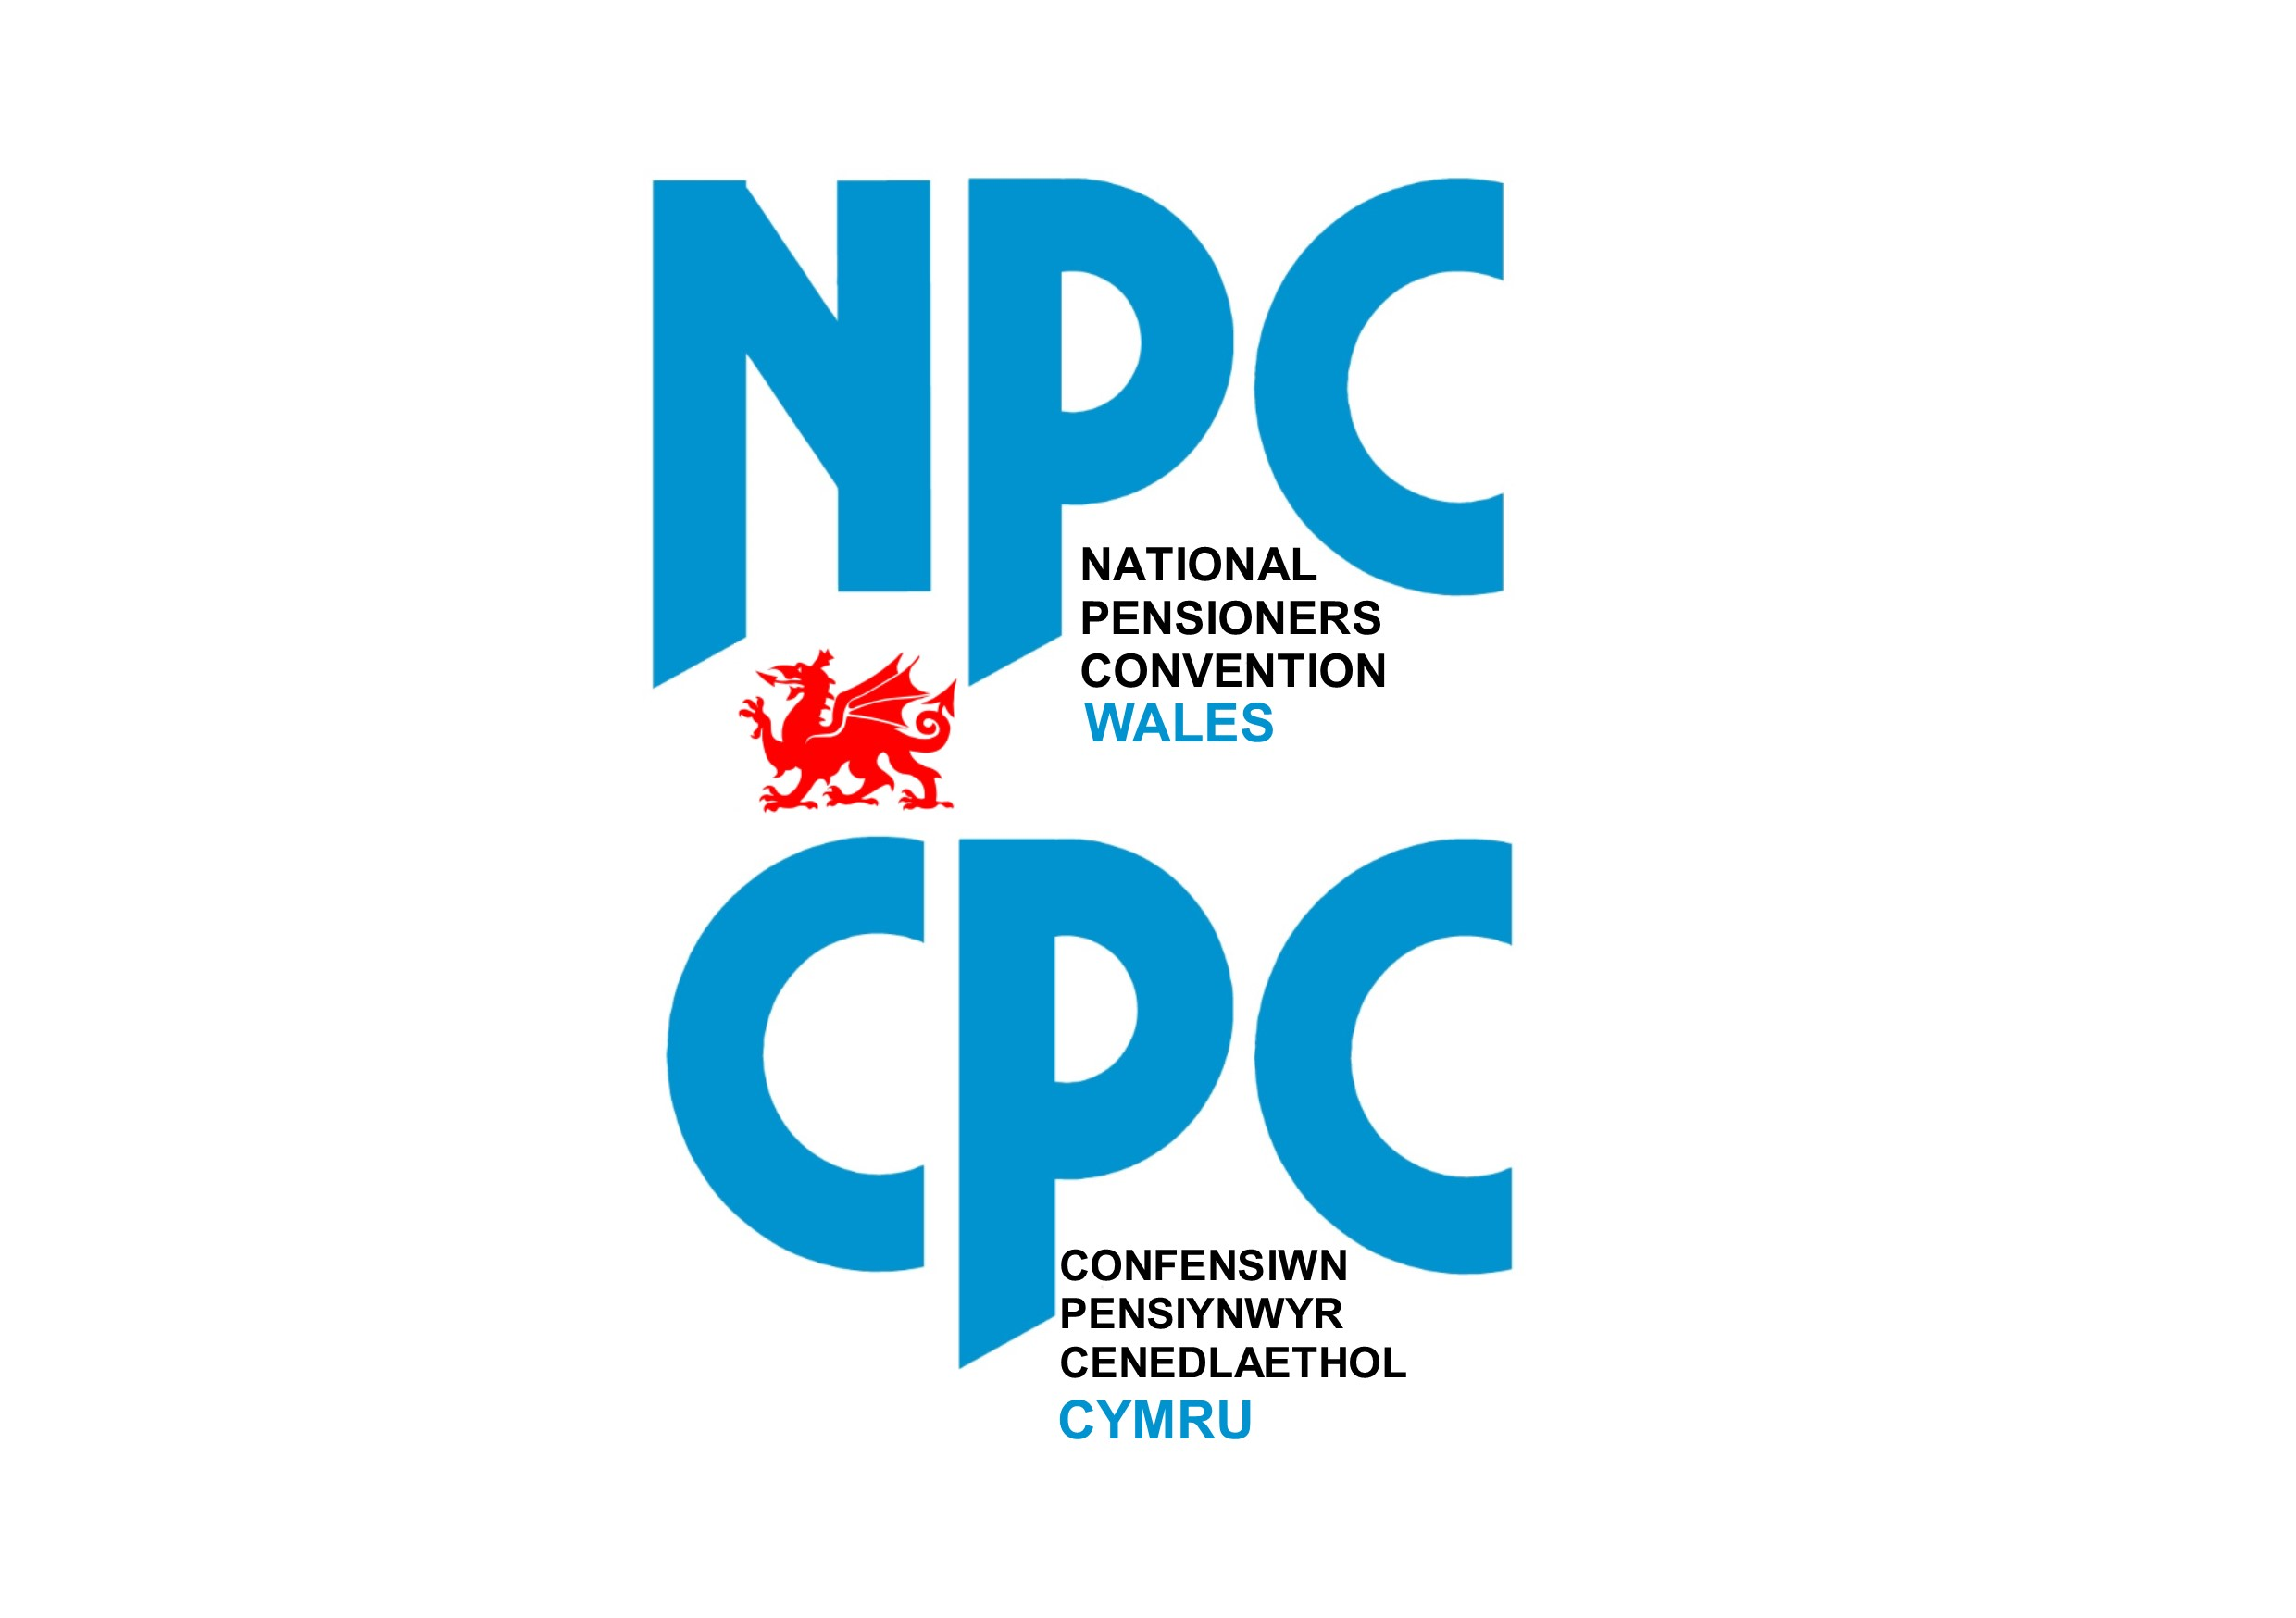 NPC
NATIONAL
PENSIONERS
CONVENTION
WALES
CPC
CONFENSIWN
PENSIYNWYR
CENEDLAETHOL
CYMRU